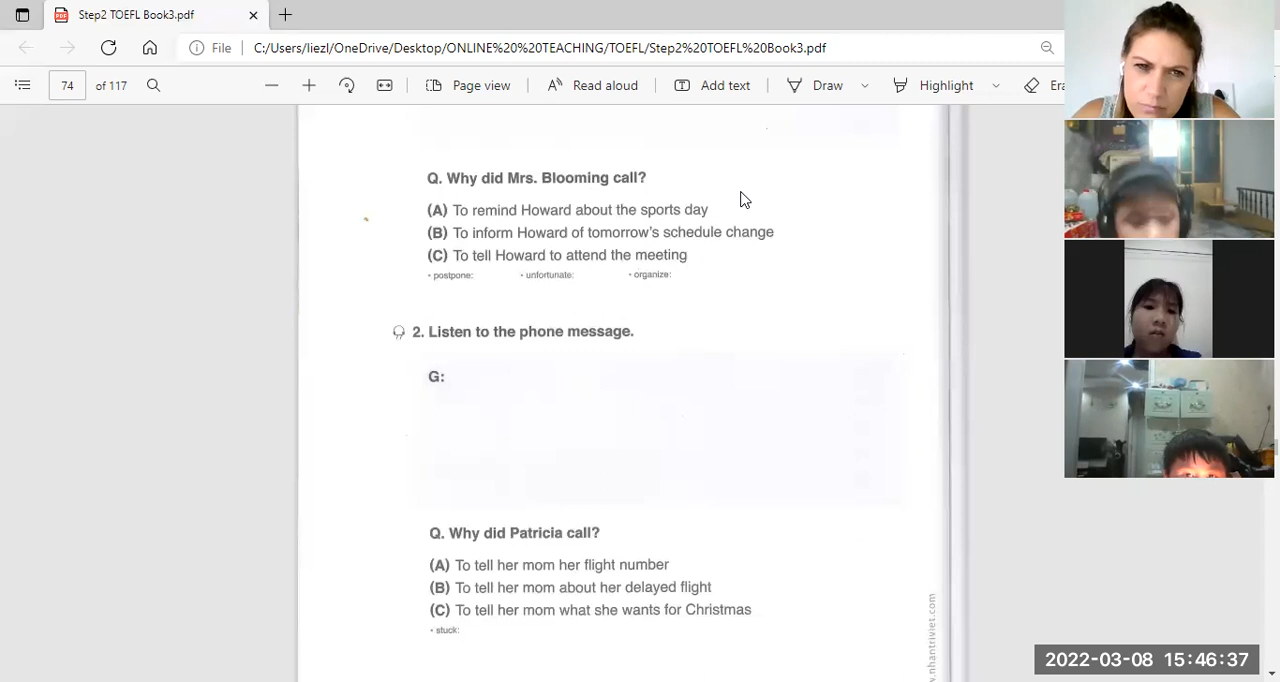 Step2 TOEFL Book3.pdf
File
C:/Users/liezl/OneDrive/Desktop/ONLINE%20%20TEACHING/TOEFL/Step2%20TOEFL%20Book3.pdf
74 of 117
Page view
Read aloud
Add text
Draw
Highlight
Era
Q. Why did Mrs. Blooming call?
(A) To remind Howard about the sports day
(B) To inform Howard of tomorrow's schedule change
(C) To tell Howard to attend the meeting
• postpone: • unfortunate: • organize:
2. Listen to the phone message.
G:
Q. Why did Patricia call?
(A) To tell her mom her flight number
(B) To tell her mom about her delayed flight
(C) To tell her mom what she wants for Christmas
• stuck:
w.nhantriviet.com
2022-03-08 15:46:37